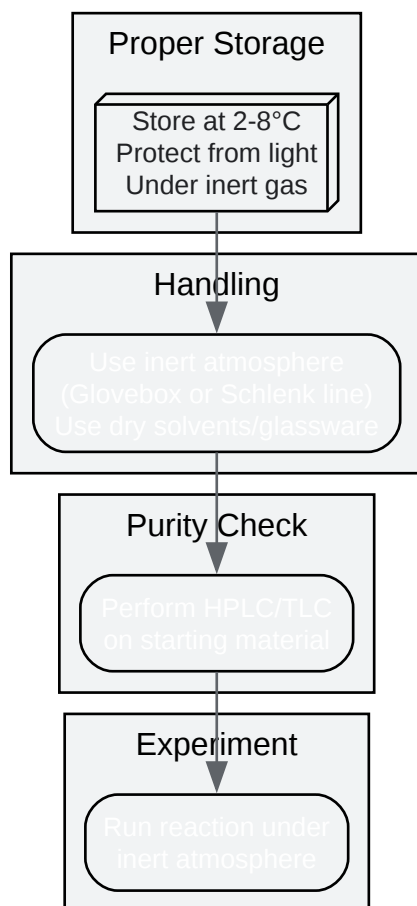 Proper Storage
Store at 2-8°C
Protect from light
Under inert gas
Handling
Use inert atmosphere
(Glovebox or Schlenk line)
Use dry solvents/glassware
Purity Check
Perform HPLC/TLC
on starting material
Experiment
Run reaction under
inert atmosphere